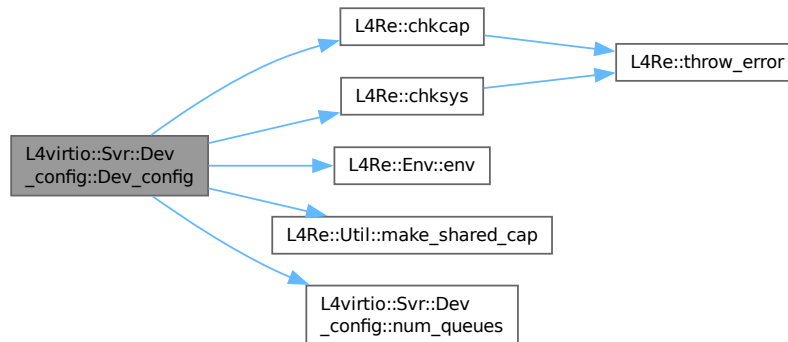 L4virtio::Svr::Dev
_config::Dev_config
L4Re::chkcap
L4Re::throw_error
L4Re::chksys
L4Re::Env::env
L4Re::Util::make_shared_cap
L4virtio::Svr::Dev
_config::num_queues